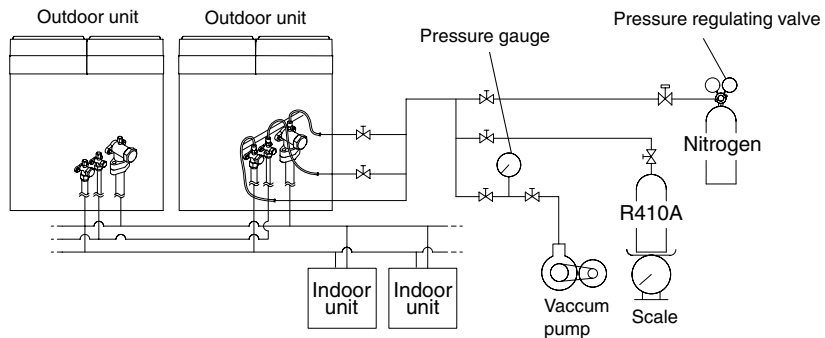 Outdoor unit
Outdoor unit
Pressure regulating valve
Pressure gauge
Nitrogen
R410A
Indoor
unit
Indoor
unit
Vaccum
pump
Scale